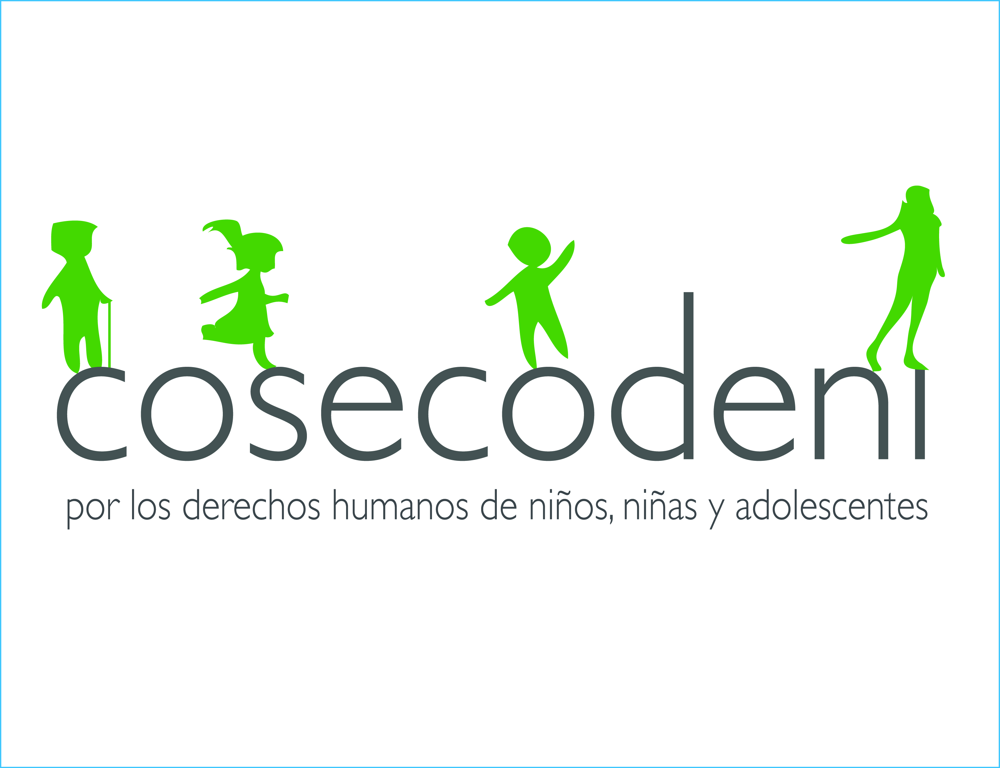 cosecodeni
por los derechos humanos de niños, niñas y adolescentes